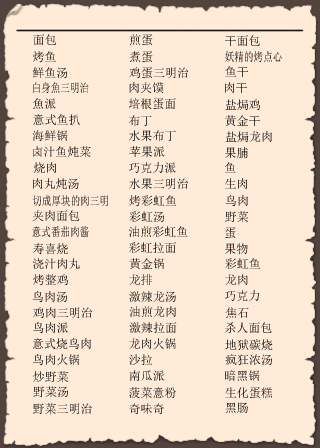 面包
烤鱼
鲜鱼汤
白身魚三明治
魚派
意式鱼扒
海鲜锅
卤汁鱼炖菜
烧肉
肉丸炖汤
切成厚块的肉三明
夹肉面包
意式番茄肉酱
寿喜烧
浇汁肉丸
烤整鸡
鸟肉汤
鸡肉三明治
鸟肉派
意式烧鸟肉
鸟肉火锅
炒野菜
野菜汤
野菜三明治
煎蛋
煮蛋
鸡蛋三明治
肉夹馍
培根蛋面
布丁
水果布丁
苹果派
巧克力派
水果三明治
烤彩虹鱼
彩虹汤
油煎彩虹鱼
彩虹拉面
黄金锅
龙排
激辣龙汤
油煎龙肉
激辣拉面
龙肉火锅
沙拉
南瓜派
菠菜意粉
奇味奇
干面包
妖精的烤点心
鱼干
肉干
盐焗鸡
黄金干
盐焗龙肉
果脯
鱼
生肉
鸟肉
野菜
蛋
果物
彩虹鱼
龙肉
巧克力
焦石
杀人面包
地狱碳烧
疯狂浓汤
暗黑锅
生化蛋糕
黑肠